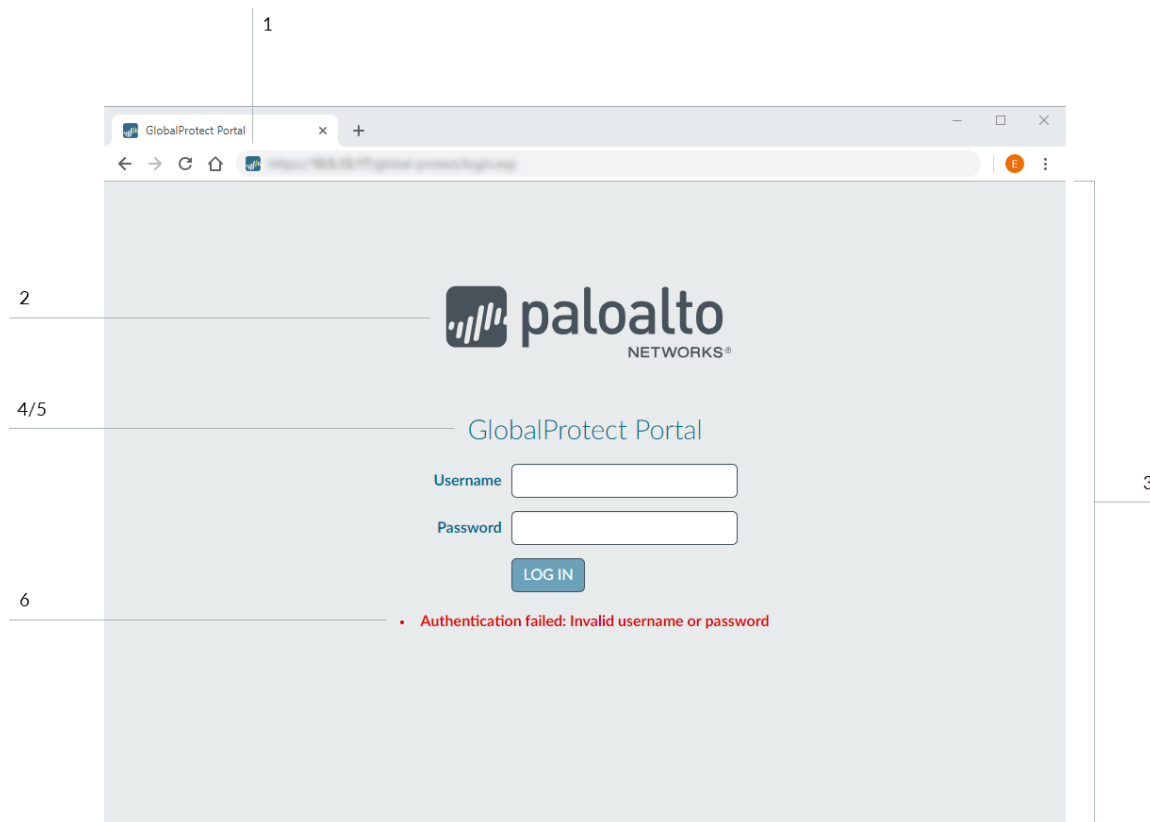 1
GlobalProtect Portal
E
2
paloalto
NETWORKS®
4/5
GlobalProtect Portal
Username
3
Password
LOG IN
6
• Authentication failed: Invalid username or password